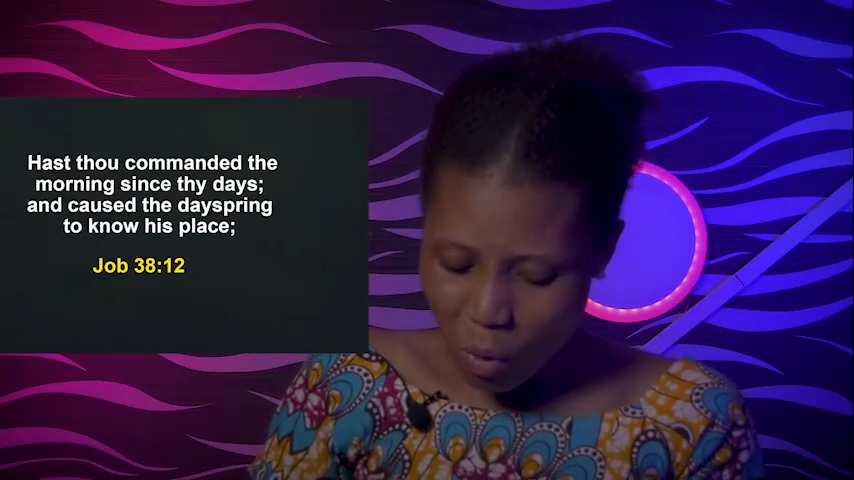 Hast thou commanded the
morning since thy days;
and caused the dayspring
to know his place;
Job 38:12